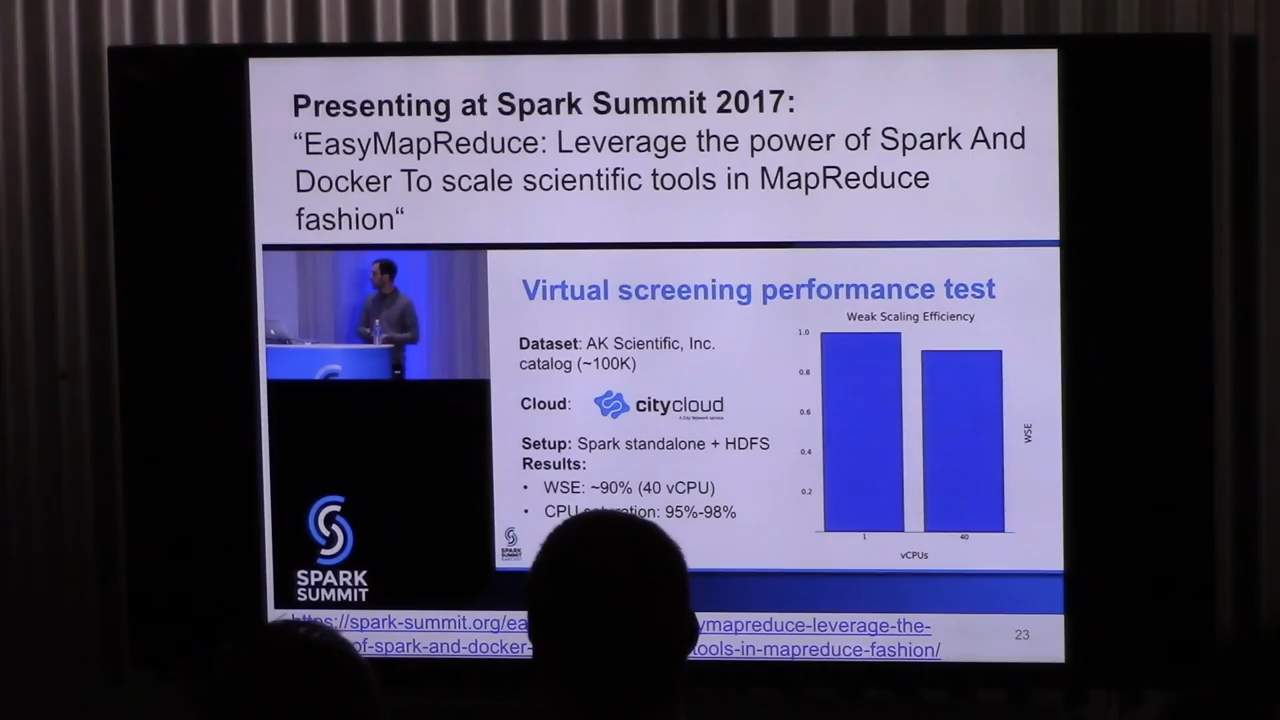 Presenting at Spark Summit 2017:
“EasyMapReduce: Leverage the power of Spark And
Docker To scale scientific tools in MapReduce
fashion“
Virtual screening performance test
Dataset: AK Scientific, Inc.
catalog (~100K)
Cloud: citycloud
Setup: Spark standalone + HDFS
Results:
• WSE: ~90% (40 vCPU)
• CPU 95%-98%
SPARK
SUMMIT
Weak Scaling Efficiency
1.0
0.8
0.6
0.4
0.2
WSE
1 40
vCPUs
SPARK
SUMMIT
https://spark-summit.org/ea ymapreduce-leverage-the-
of-spark-and-docker- tools-in-mapreduce-fashion/
23